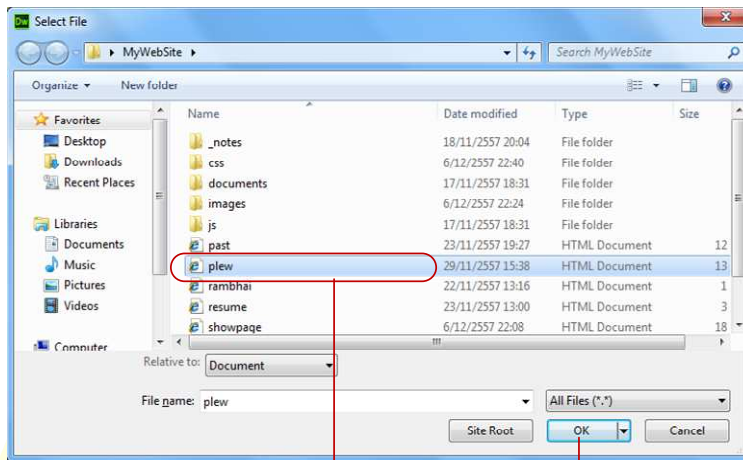 Dw Select File
MyWebSite
Search MyWebSite
Organize New folder
Name Date modified Type Size
Favorites
Desktop
Downloads
Recent Places
Libraries
Documents
Music
Pictures
Videos
Computer
_notes 18/11/2557 20:04 File folder
css 6/12/2557 22:40 File folder
documents 17/11/2557 18:31 File folder
images 6/12/2557 22:24 File folder
js 17/11/2557 18:31 File folder
past 23/11/2557 19:27 HTML Document 12
plew 29/11/2557 15:38 HTML Document 13
rambhai 22/11/2557 13:16 HTML Document 1
resume 23/11/2557 13:00 HTML Document 3
showpage 6/12/2557 22:08 HTML Document 18
Relative to: Document
File name: plew All Files (*.*)
Site Root OK Cancel